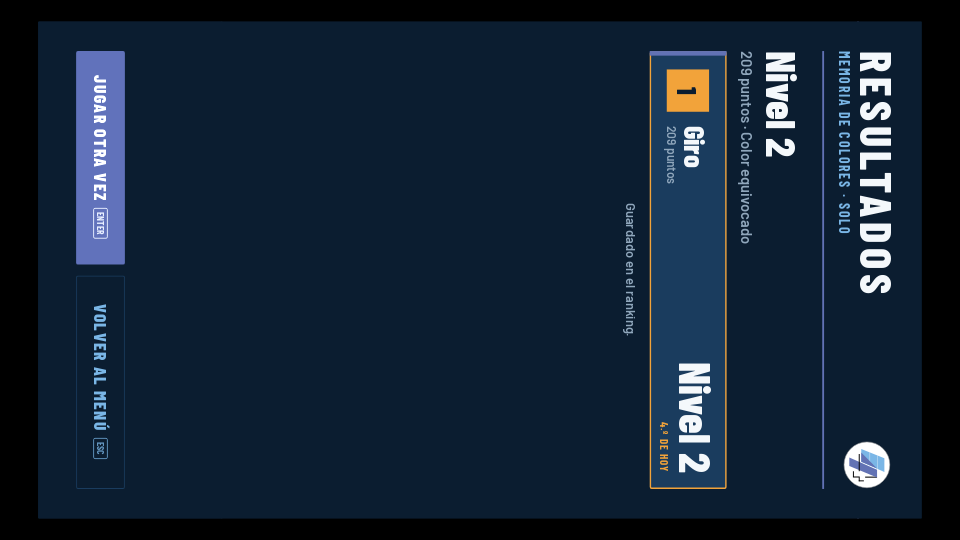 RESULTADOS
MEMORIA DE COLORES · SOLO
Nivel 2
209 puntos · Color equivocado
1
Giro
209 puntos
Nivel 2
4.º DE HOY
Guardado en el ranking.
JUGAR OTRA VEZ ENTER
VOLVER AL MENÚ ESC